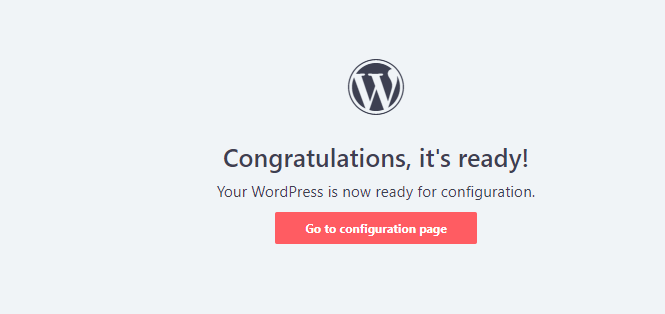 Congratulations, it's ready!
Your WordPress is now ready for configuration.
Go to configuration page